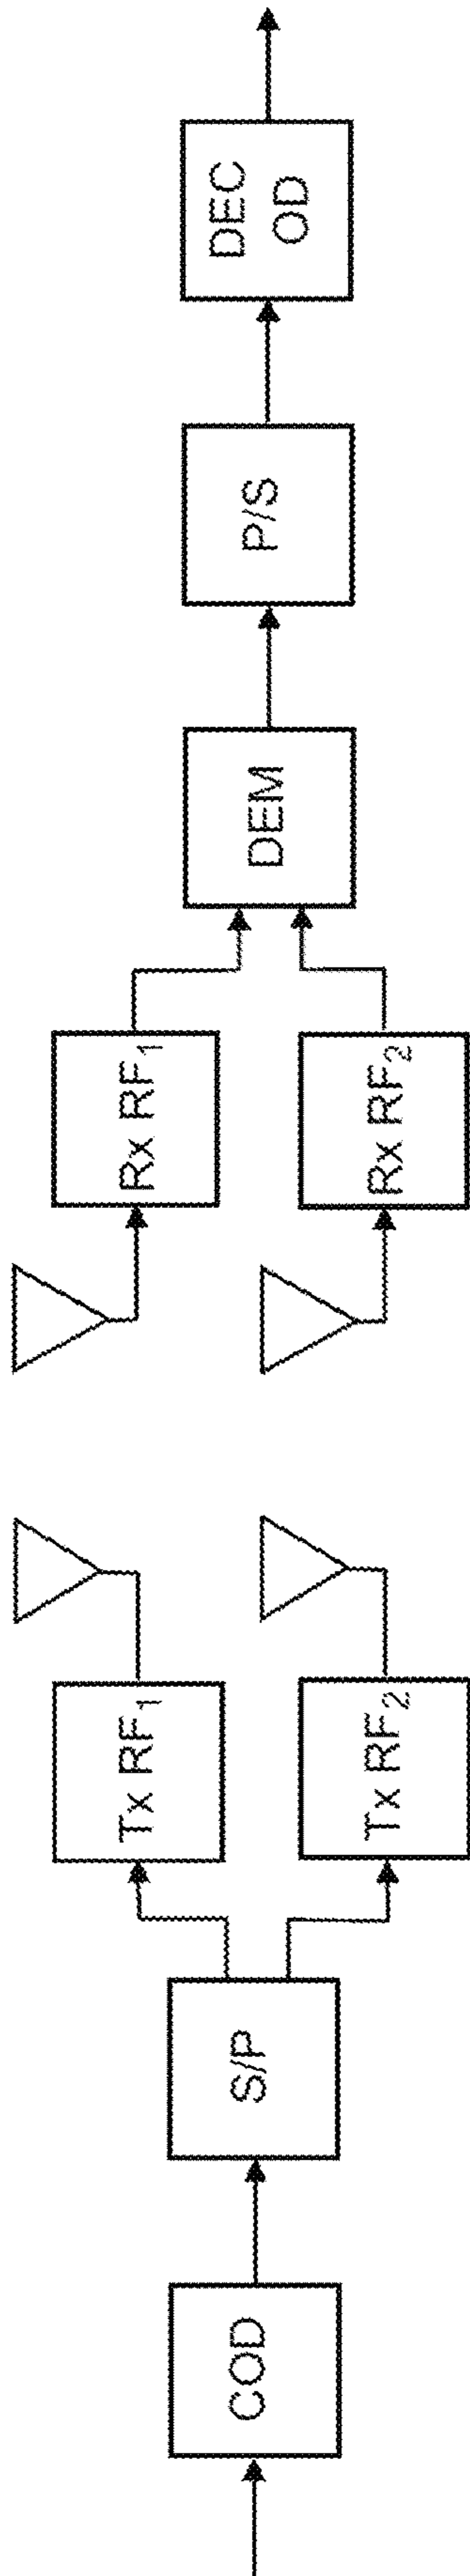 COD
S/P
Tx RF₁
Tx RF₂
Rx RF₁
Rx RF₂
DEM
P/S
DEC
OD